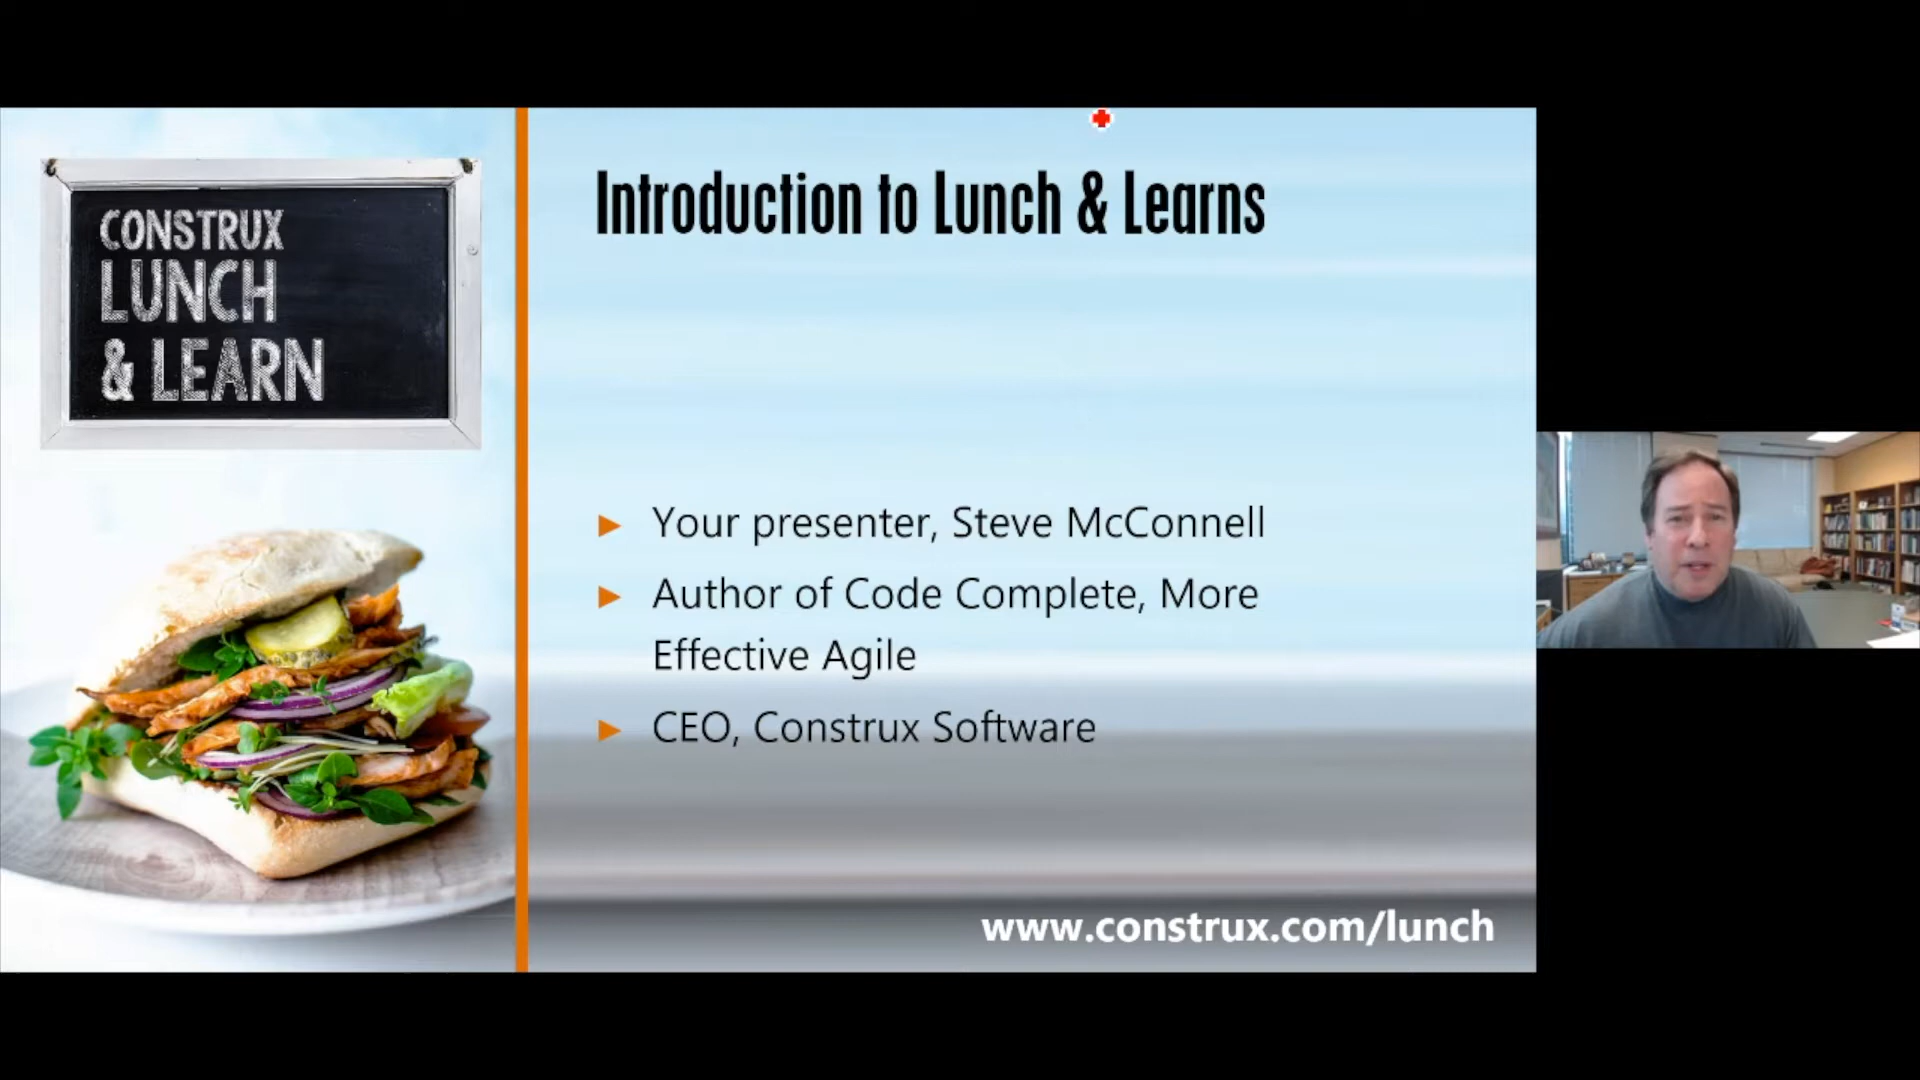 CONSTRUX
LUNCH
& LEARN
Introduction to Lunch & Learns
► Your presenter, Steve McConnell
► Author of Code Complete, More
Effective Agile
► CEO, Construx Software
www.construx.com/lunch